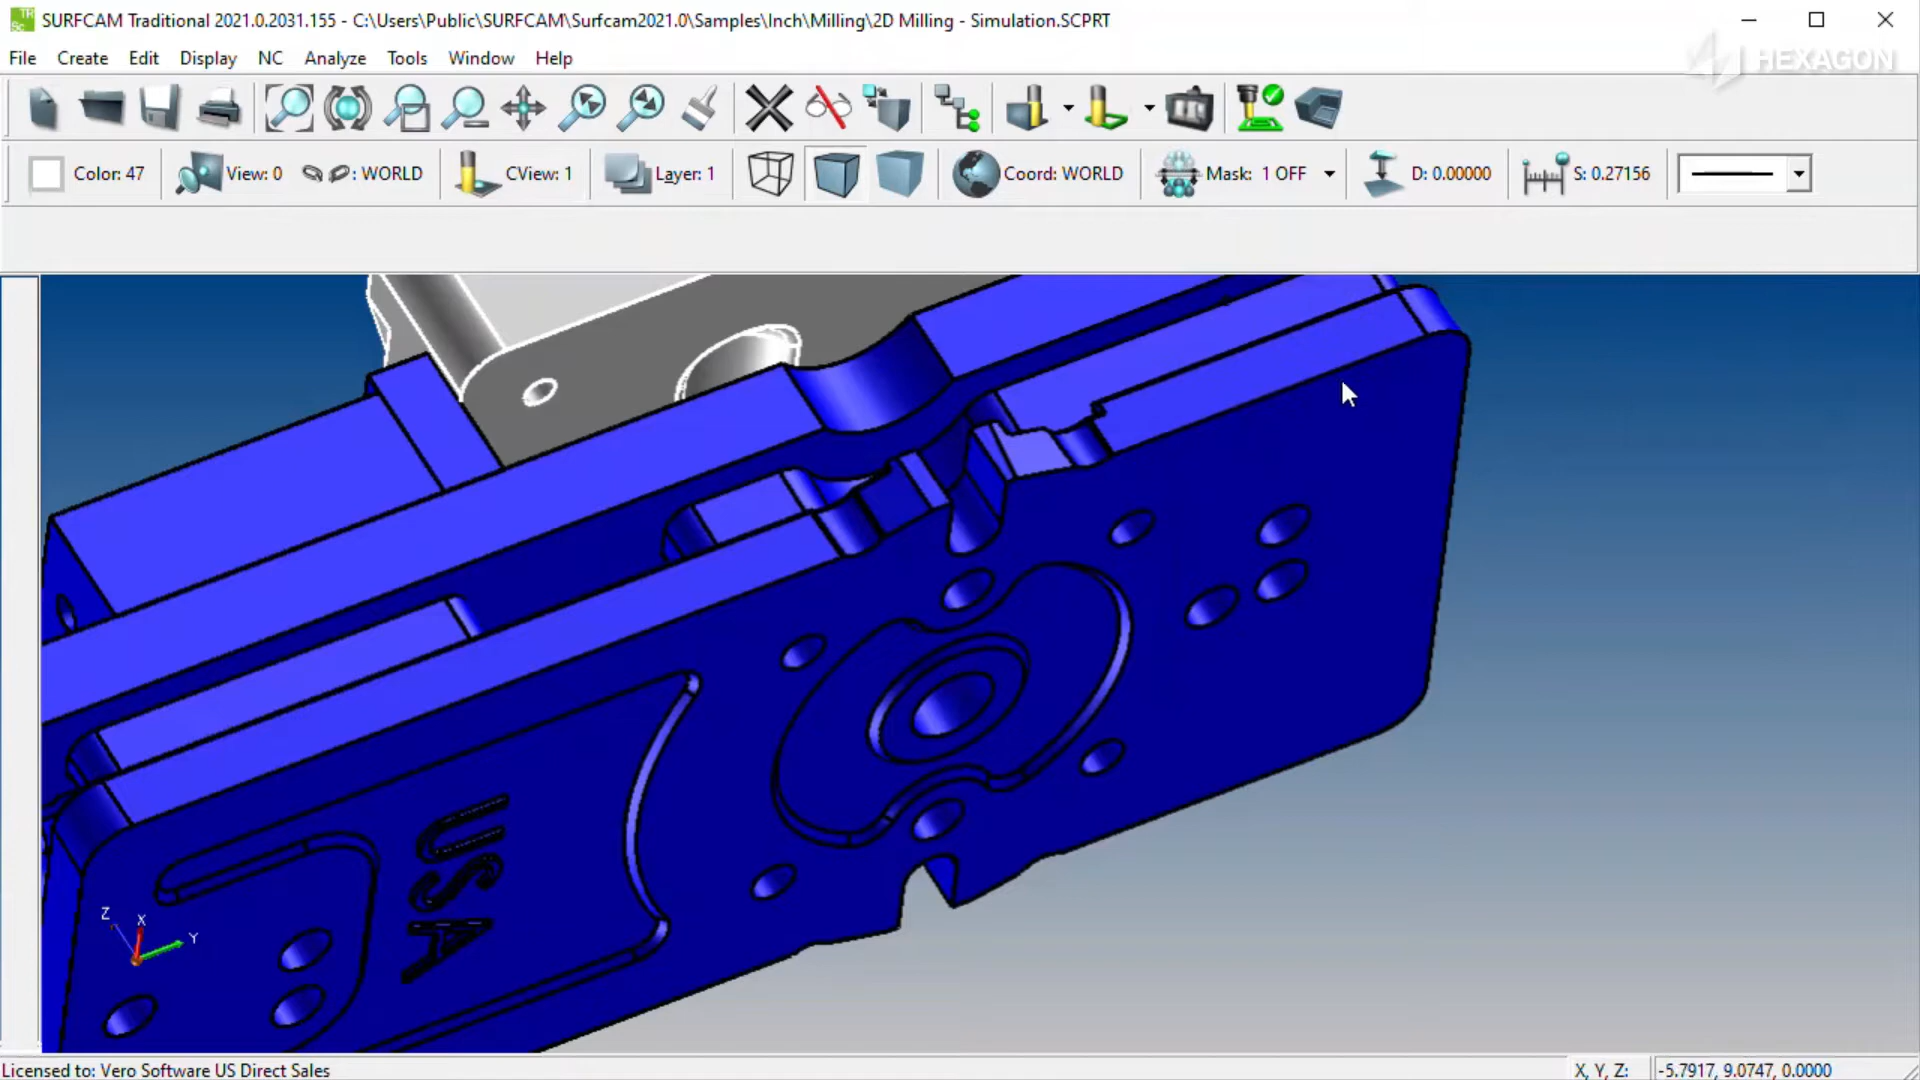 SURFCAM Traditional 2021.0.2031.155 - C:\Users\Public\SURFCAM\Surfcam2021.0\Samples\Inch\Milling\2D Milling - Simulation.SCPRT
HEXAGON
File Create Edit Display NC Analyze Tools Window Help
Color: 47 View: 0 : WORLD CView: 1 Layer: 1 Coord: WORLD Mask: 1 OFF D: 0.00000 S: 0.27156
USA
Z X Y
Licensed to: Vero Software US Direct Sales X, Y, Z: -5.7917, 9.0747, 0.0000